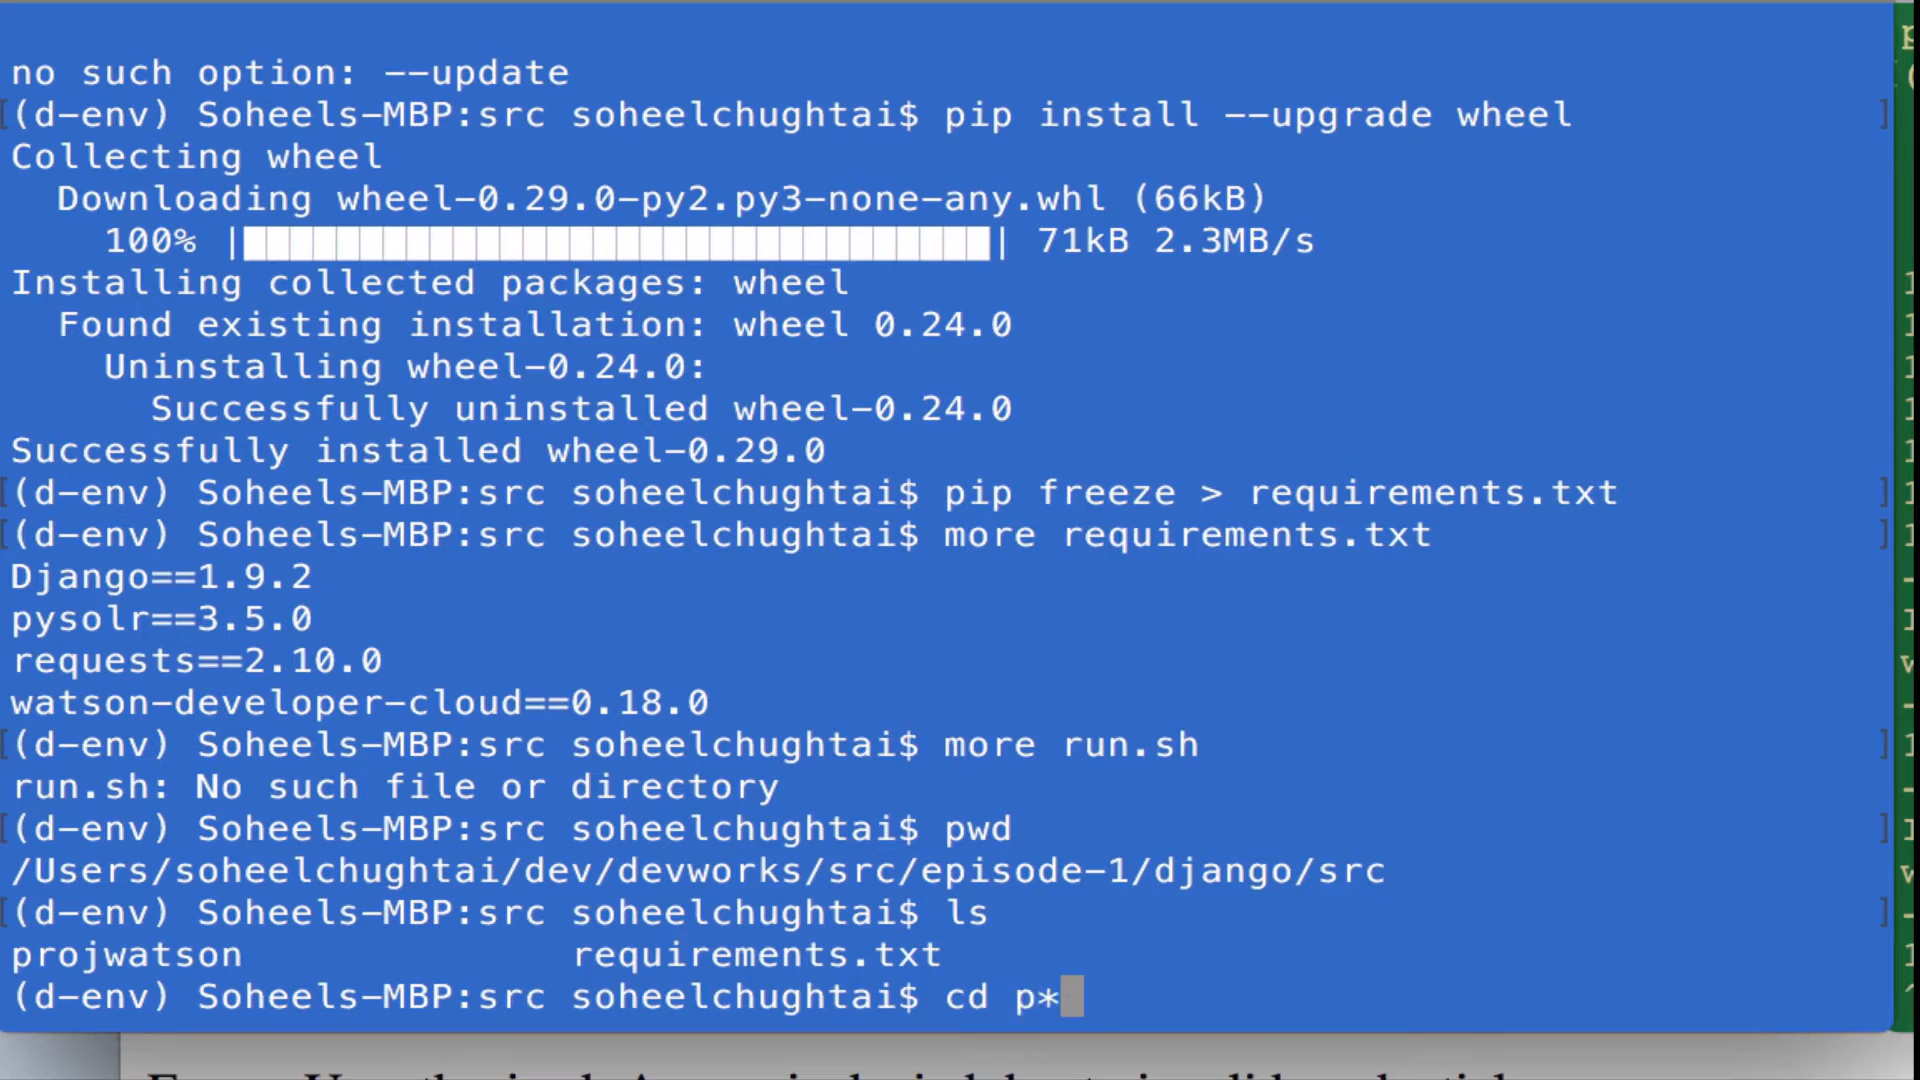 no such option: --update
[(d-env) Soheels-MBP:src soheelchughtai$ pip install --upgrade wheel ]
Collecting wheel
  Downloading wheel-0.29.0-py2.py3-none-any.whl (66kB)
    100% |████████████████████████████████| 71kB 2.3MB/s
Installing collected packages: wheel
  Found existing installation: wheel 0.24.0
    Uninstalling wheel-0.24.0:
      Successfully uninstalled wheel-0.24.0
Successfully installed wheel-0.29.0
[(d-env) Soheels-MBP:src soheelchughtai$ pip freeze > requirements.txt ]
[(d-env) Soheels-MBP:src soheelchughtai$ more requirements.txt ]
Django==1.9.2
pysolr==3.5.0
requests==2.10.0
watson-developer-cloud==0.18.0
[(d-env) Soheels-MBP:src soheelchughtai$ more run.sh ]
run.sh: No such file or directory
[(d-env) Soheels-MBP:src soheelchughtai$ pwd ]
/Users/soheelchughtai/dev/devworks/src/episode-1/django/src
[(d-env) Soheels-MBP:src soheelchughtai$ ls ]
projwatson requirements.txt
(d-env) Soheels-MBP:src soheelchughtai$ cd p*